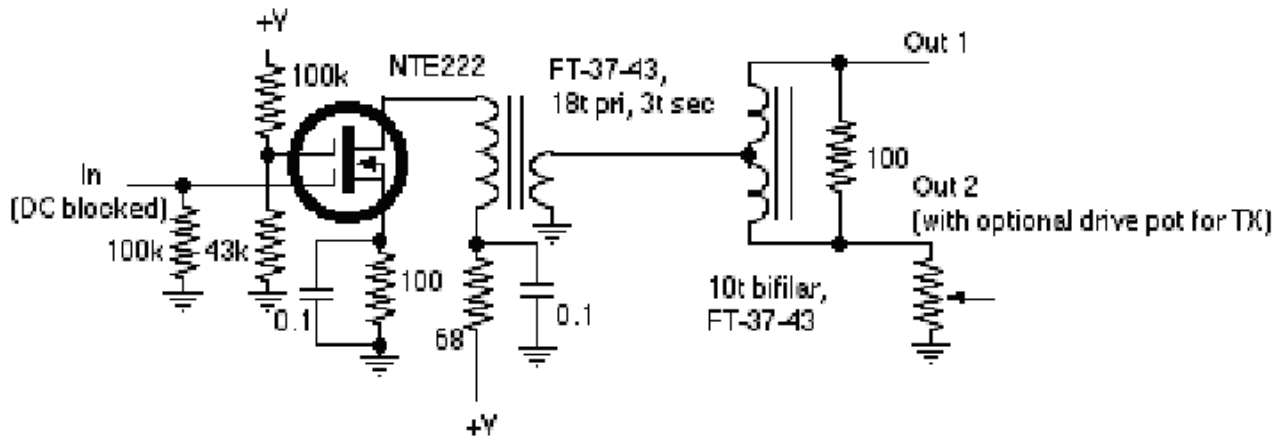 +V
100k
NTE222
FT-37-43,
18t pri, 3t sec
Out 1
In
(DC blocked)
100k
43k
0.1
100
68
0.1
+V
100
Out 2
(with optional drive pot for TX)
10t bifilar,
FT-37-43